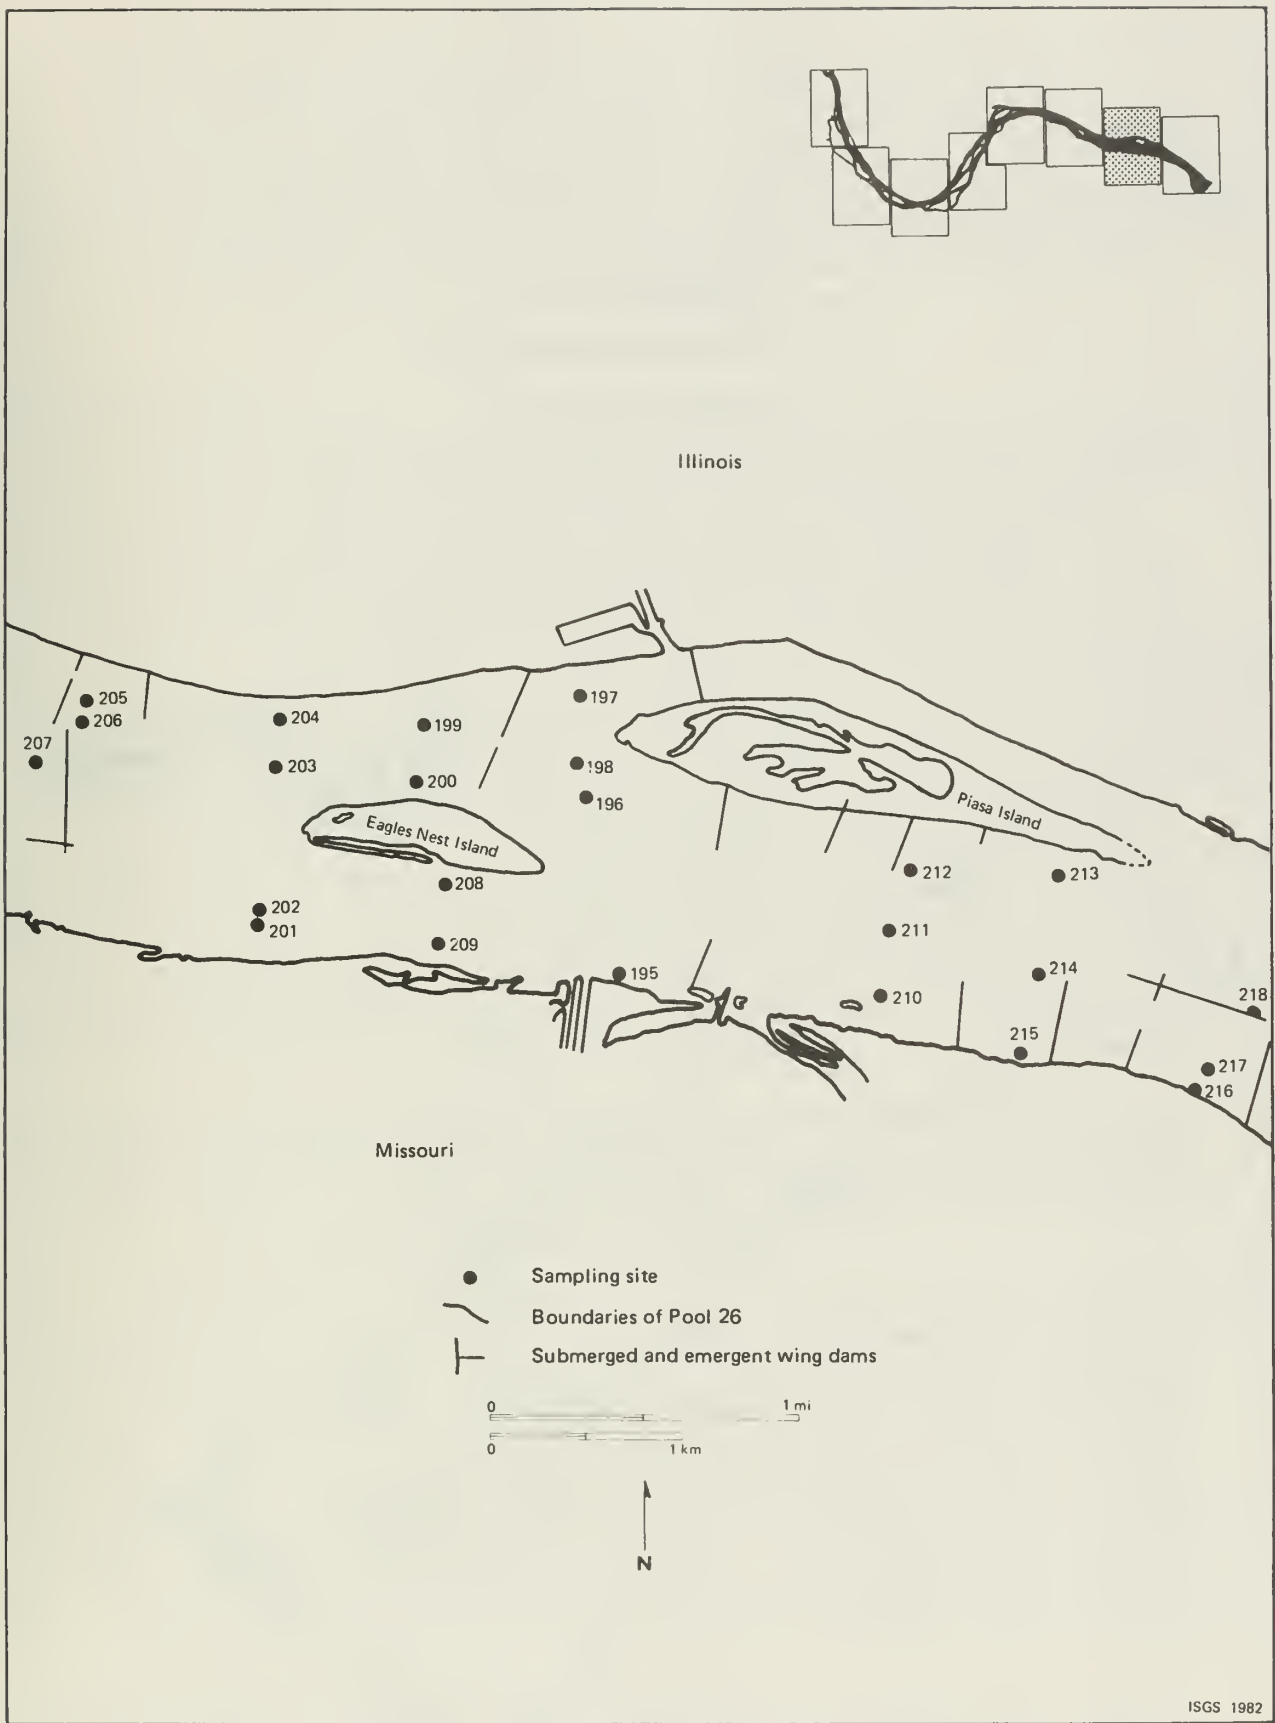 Illinois
205
206
204
199
197
207
203
200
198
196
Eagles Nest Island
Piasa Island
208
212
213
202
201
209
211
195
210
214
218
215
217
216
Missouri
Sampling site
Boundaries of Pool 26
Submerged and emergent wing dams
0 1 mi
0 1 km
N
ISGS 1982